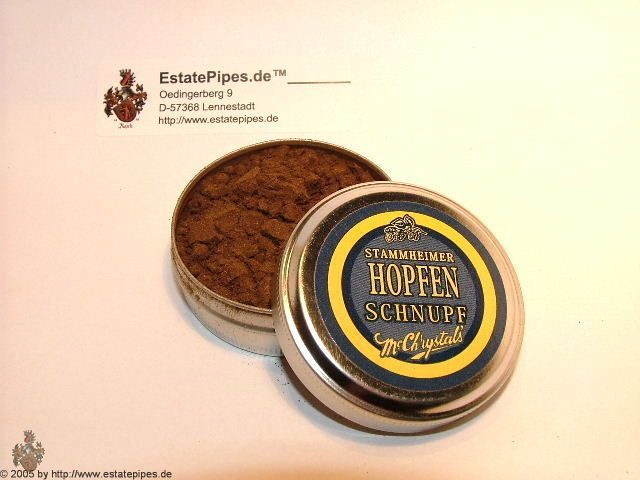 EstatePipes.de™
Oedingerberg 9
D-57368 Lennestadt
http://www.estatepipes.de
STAMMHEIMER
HOPFEN
SCHNUPF
McChrystal's
© 2005 by http://www.estatepipes.de